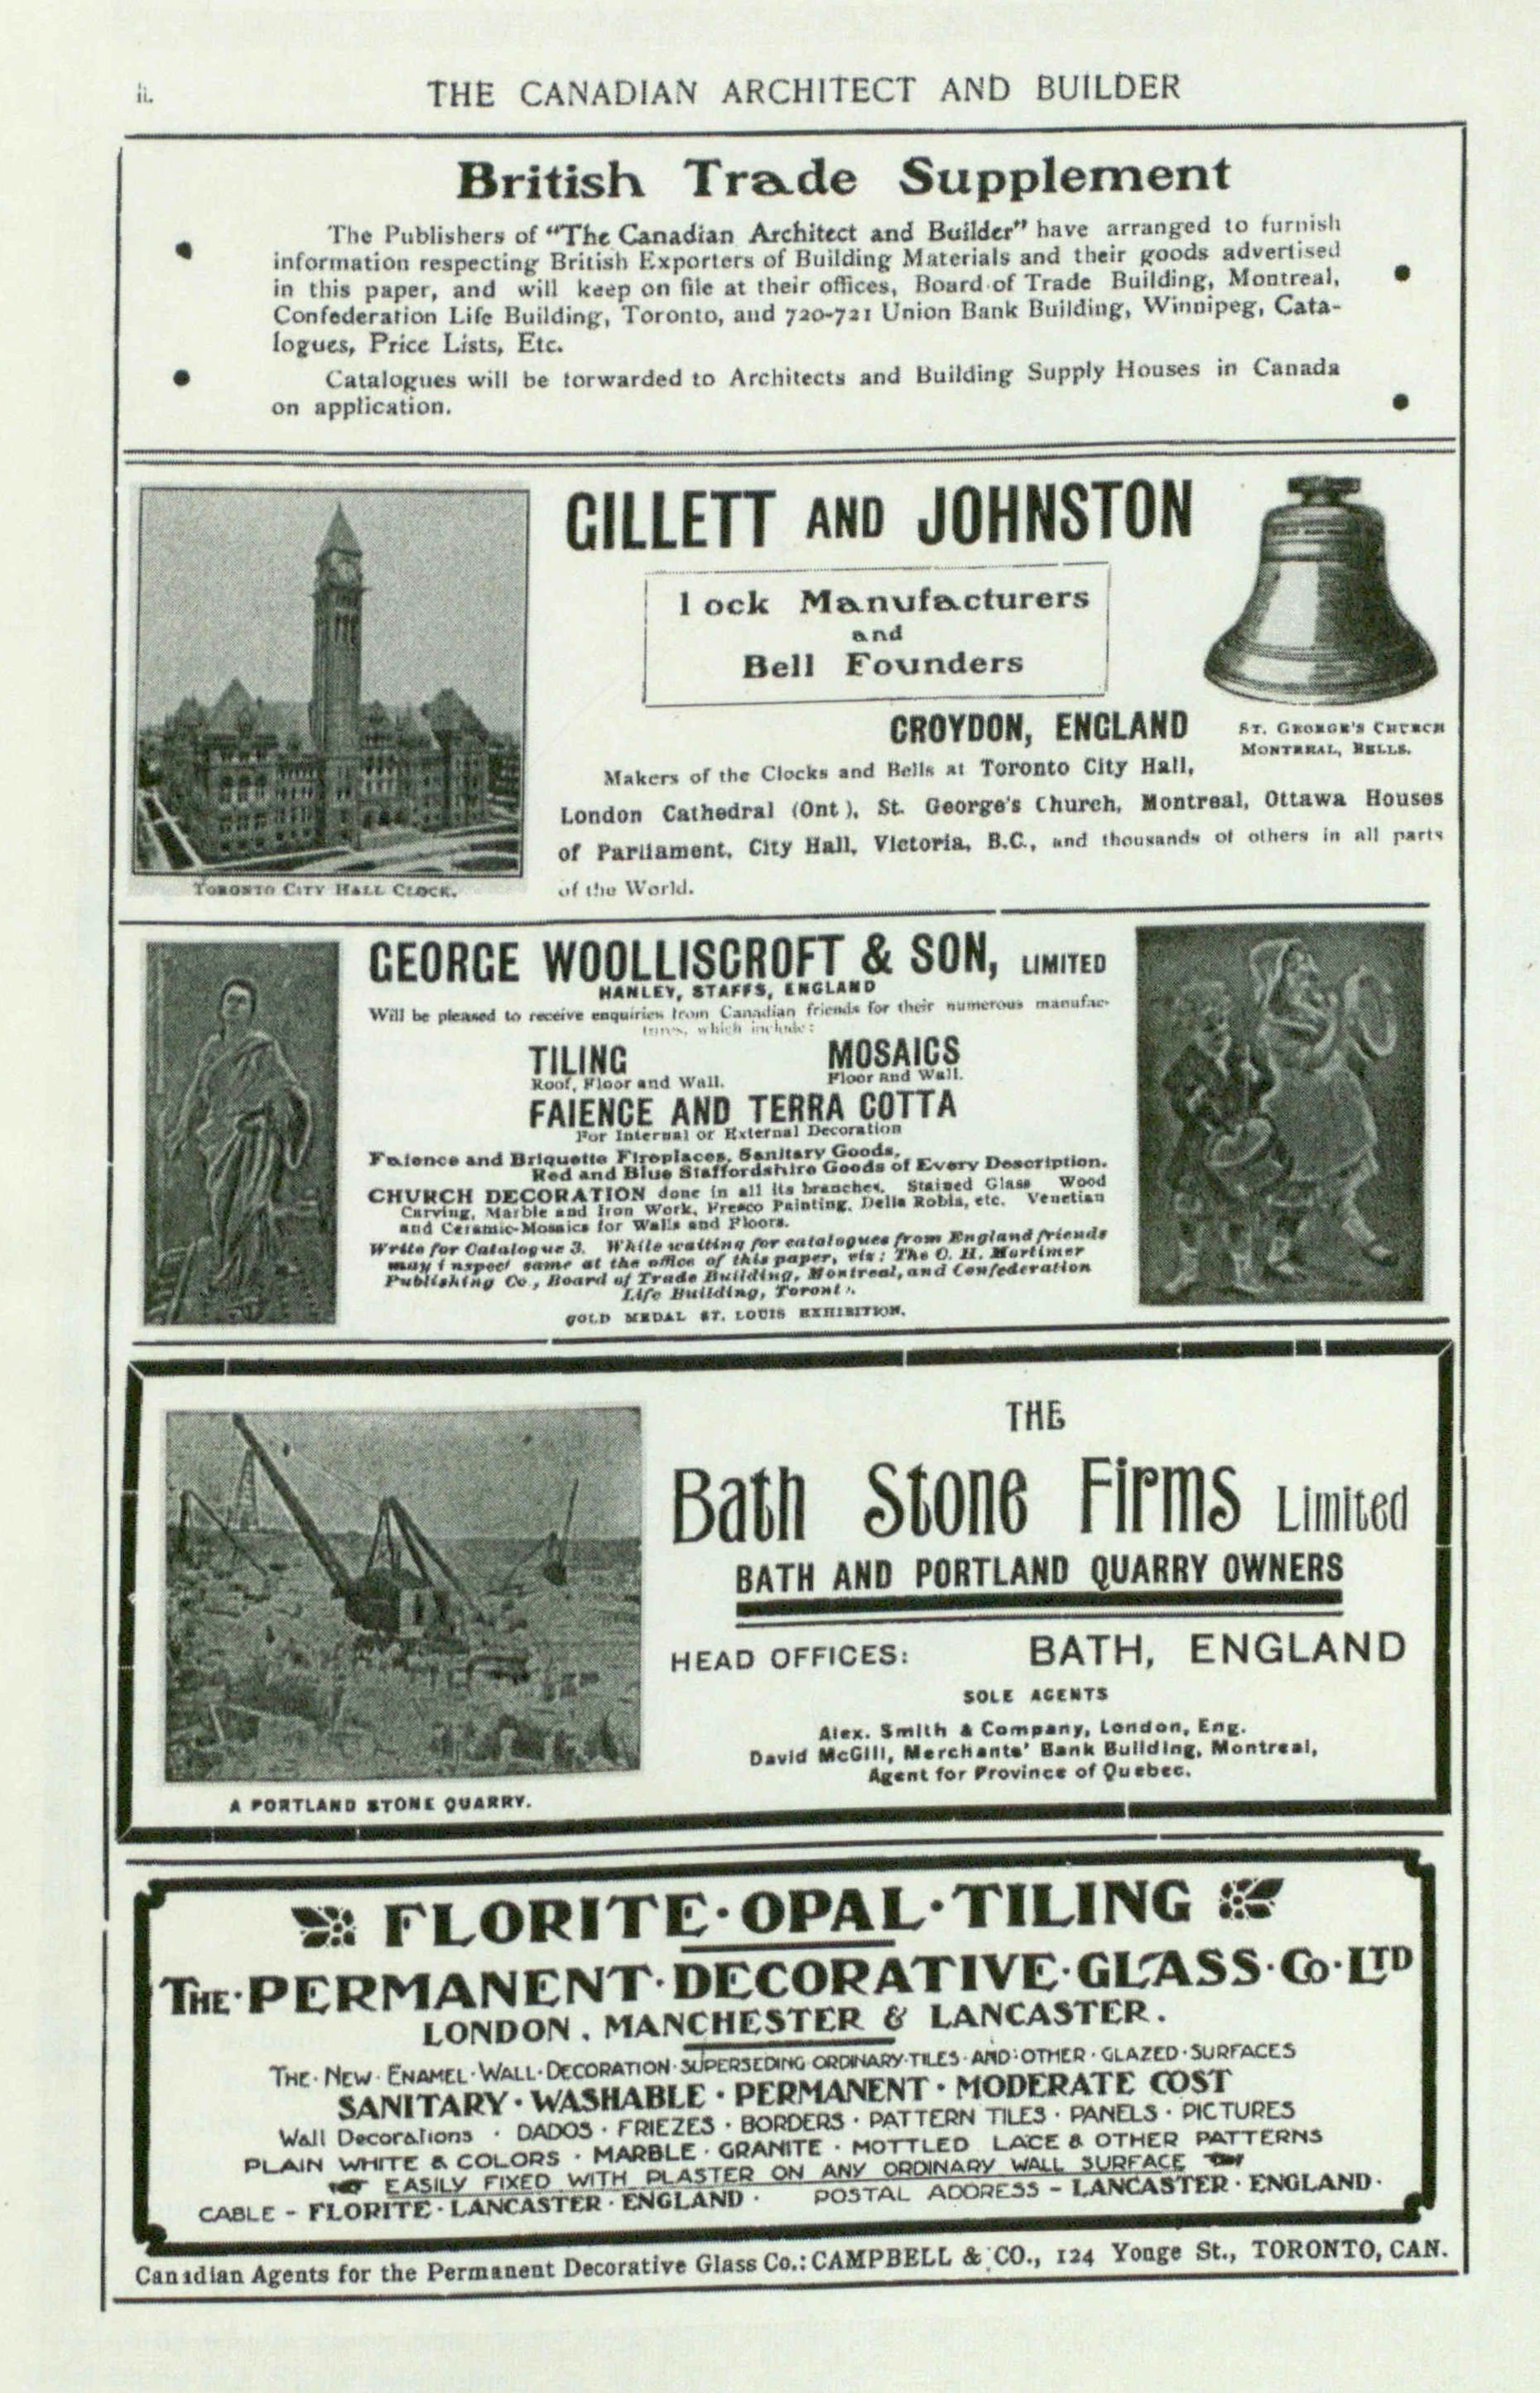 ii.
THE CANADIAN ARCHITECT AND BUILDER
British Trade Supplement
The Publishers of "The Canadian Architect and Builder" have arranged to furnish
information respecting British Exporters of Building Materials and their goods advertised
in this paper, and will keep on file at their offices, Board of Trade Building, Montreal,
Confederation Life Building, Toronto, and 720-721 Union Bank Building, Winnipeg, Cata-
logues, Price Lists, Etc.
Catalogues will be forwarded to Architects and Building Supply Houses in Canada
on application.
GILLETT AND JOHNSTON
lock Manufacturers
and
Bell Founders
CROYDON, ENGLAND
ST. GEORGE'S CHURCH
MONTREAL, BELLS.
Makers of the Clocks and Bells at Toronto City Hall,
London Cathedral (Ont), St. George's Church, Montreal, Ottawa Houses
of Parliament, City Hall, Victoria, B.C., and thousands of others in all parts
of the World.
TORONTO CITY HALL CLOCK.
GEORGE WOOLLISCROFT & SON, LIMITED
HANLEY, STAFFS, ENGLAND
Will be pleased to receive enquiries from Canadian friends for their numerous manufac-
tures, which include:
TILING MOSAICS
Roof, Floor and Wall. Floor and Wall.
FAIENCE AND TERRA COTTA
For Internal or External Decoration
Faience and Briquette Fireplaces, Sanitary Goods,
Red and Blue Staffordshire Goods of Every Description.
CHURCH DECORATION done in all its branches. Stained Glass Wood
Carving, Marble and Iron Work, Fresco Painting, Della Robia, etc. Venetian
and Ceramic-Mosaics for Walls and Floors.
Write for Catalogue 3. While waiting for catalogues from England friends
may inspect same at the office of this paper, viz: The C. H. Mortimer
Publishing Co., Board of Trade Building, Montreal, and Confederation
Life Building, Toronto.
GOLD MEDAL ST. LOUIS EXHIBITION.
THE
Bath Stone Firms Limited
BATH AND PORTLAND QUARRY OWNERS
HEAD OFFICES: BATH, ENGLAND
SOLE AGENTS
Alex. Smith & Company, London, Eng.
David McGill, Merchants' Bank Building, Montreal,
Agent for Province of Quebec.
A PORTLAND STONE QUARRY.
FLORITE·OPAL·TILING
THE·PERMANENT·DECORATIVE·GLASS·Co·LTD
LONDON, MANCHESTER & LANCASTER.
THE·NEW·ENAMEL·WALL·DECORATION·SUPERSEDING·ORDINARY·TILES·AND·OTHER·GLAZED·SURFACES
SANITARY·WASHABLE·PERMANENT·MODERATE COST
Wall Decorations · DADOS · FRIEZES · BORDERS · PATTERN TILES · PANELS · PICTURES
PLAIN WHITE & COLORS · MARBLE · GRANITE · MOTTLED LACE & OTHER PATTERNS
EASILY FIXED WITH PLASTER ON ANY ORDINARY WALL SURFACE
CABLE - FLORITE·LANCASTER·ENGLAND · POSTAL ADDRESS - LANCASTER·ENGLAND·
Canadian Agents for the Permanent Decorative Glass Co.: CAMPBELL & CO., 124 Yonge St., TORONTO, CAN.